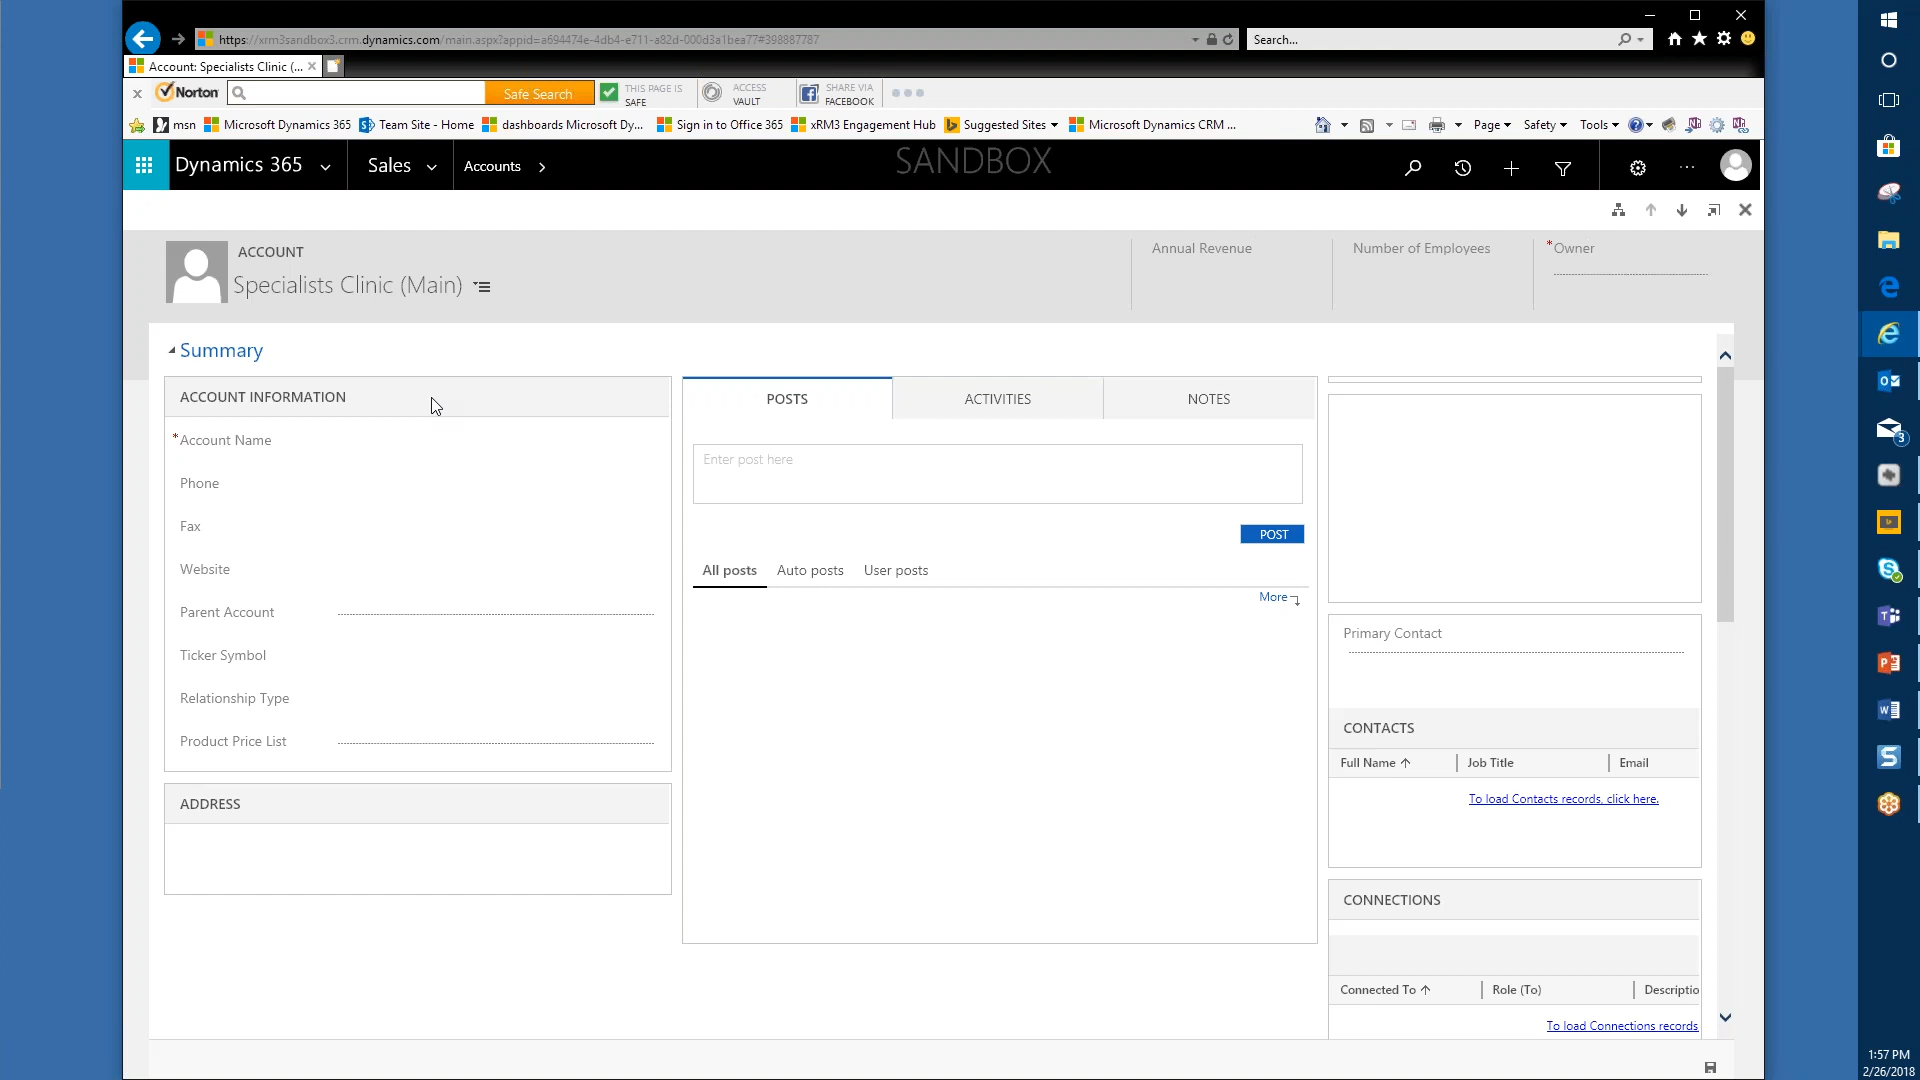 https://xrm3sandbox3.crm.dynamics.com/main.aspx?appid=a694474e-4db4-e711-a82d-000d3a1bea77#398887787
Search...
Account: Specialists Clinic (...
Norton
Safe Search
THIS PAGE IS
SAFE
ACCESS
VAULT
SHARE VIA
FACEBOOK
msn
Microsoft Dynamics 365
Team Site - Home
dashboards Microsoft Dy...
Sign in to Office 365
xRM3 Engagement Hub
Suggested Sites
Microsoft Dynamics CRM ...
Page
Safety
Tools
Dynamics 365
Sales
Accounts
SANDBOX
ACCOUNT
Specialists Clinic (Main)
Annual Revenue
Number of Employees
*Owner
Summary
ACCOUNT INFORMATION
*Account Name
Phone
Fax
Website
Parent Account
Ticker Symbol
Relationship Type
Product Price List
ADDRESS
POSTS
ACTIVITIES
NOTES
Enter post here
POST
All posts
Auto posts
User posts
More
Primary Contact
CONTACTS
Full Name
Job Title
Email
To load Contacts records, click here.
CONNECTIONS
Connected To
Role (To)
Descriptio
To load Connections records
3
1:57 PM
2/26/2018